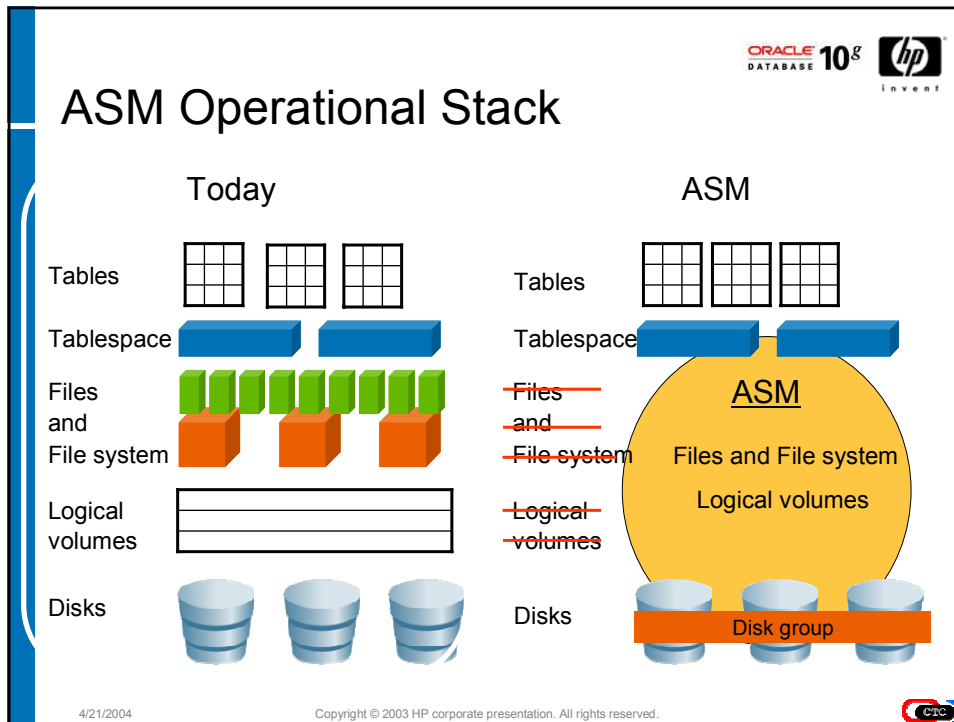 ORACLE 10g
DATABASE
hp
invent
ASM Operational Stack
Today
Tables
Tablespace
Files
and
File system
Logical
volumes
Disks
ASM
Tables
Tablespace
Files
and
File system
Logical
volumes
Disks
ASM
Files and File system
Logical volumes
Disk group
4/21/2004
Copyright © 2003 HP corporate presentation. All rights reserved.
CTC